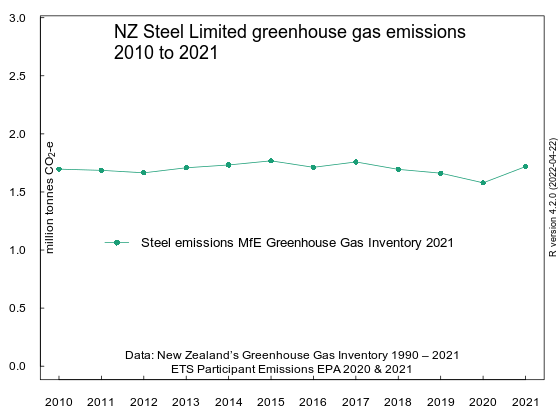 NZ Steel Limited greenhouse gas emissions
2010 to 2021
3.0
2.5
2.0
1.5
1.0
0.5
0.0
million tonnes CO2-e
Steel emissions MfE Greenhouse Gas Inventory 2021
Data: New Zealand's Greenhouse Gas Inventory 1990 – 2021
ETS Participant Emissions EPA 2020 & 2021
2010 2011 2012 2013 2014 2015 2016 2017 2018 2019 2020 2021
R version 4.2.0 (2022-04-22)